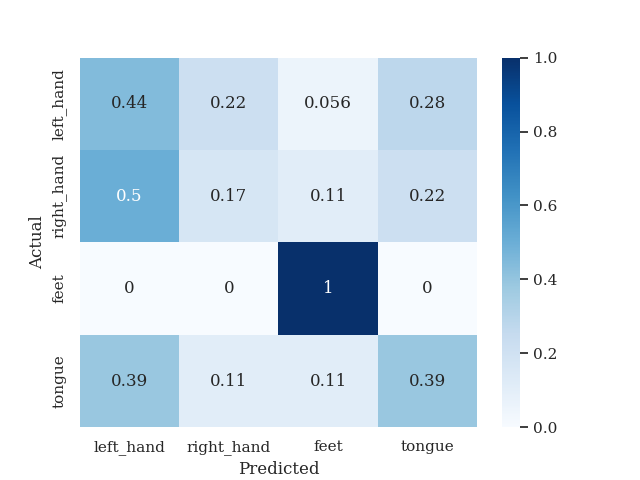 left_hand 0.44 0.22 0.056 0.28
right_hand 0.5 0.17 0.11 0.22
feet 0 0 1 0
tongue 0.39 0.11 0.11 0.39
left_hand right_hand feet tongue
Predicted
Actual
1.0
0.8
0.6
0.4
0.2
0.0